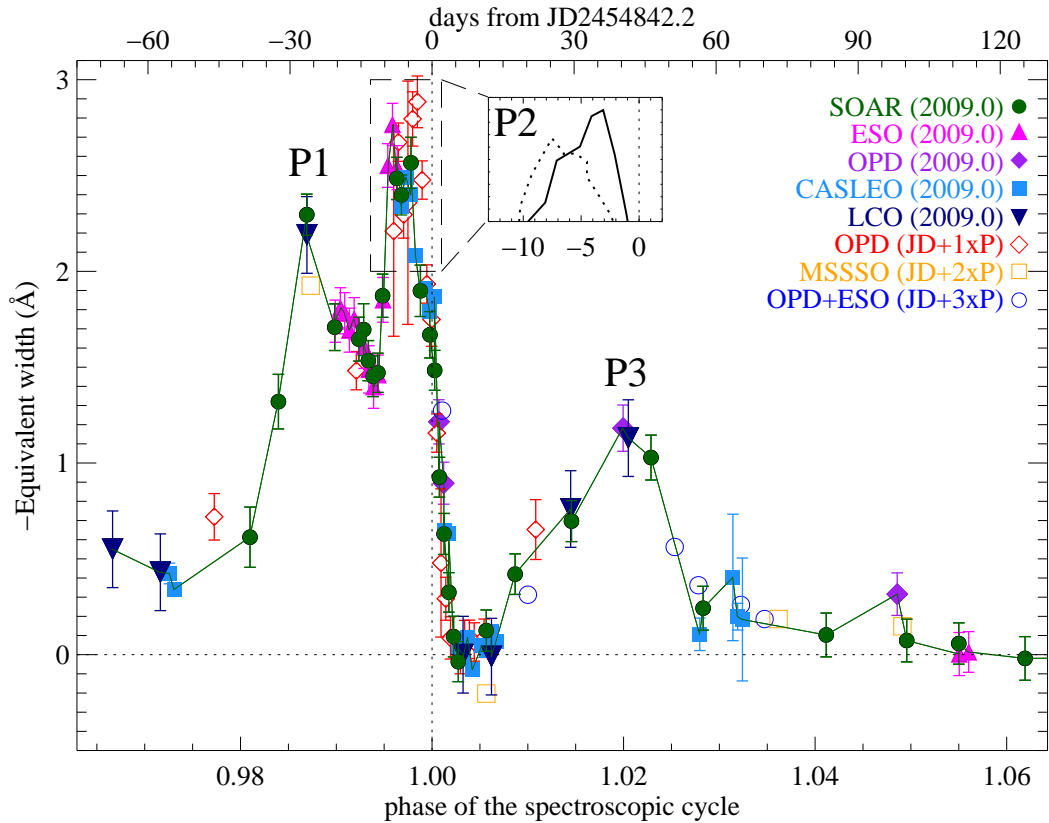 days from JD2454842.2
−60 −30 0 30 60 90 120
3
2
1
0
−Equivalent width (Å)
P1
P2
P3
−10 −5 0
SOAR (2009.0)
ESO (2009.0)
OPD (2009.0)
CASLEO (2009.0)
LCO (2009.0)
OPD (JD+1xP)
MSSSO (JD+2xP)
OPD+ESO (JD+3xP)
0.98 1.00 1.02 1.04 1.06
phase of the spectroscopic cycle